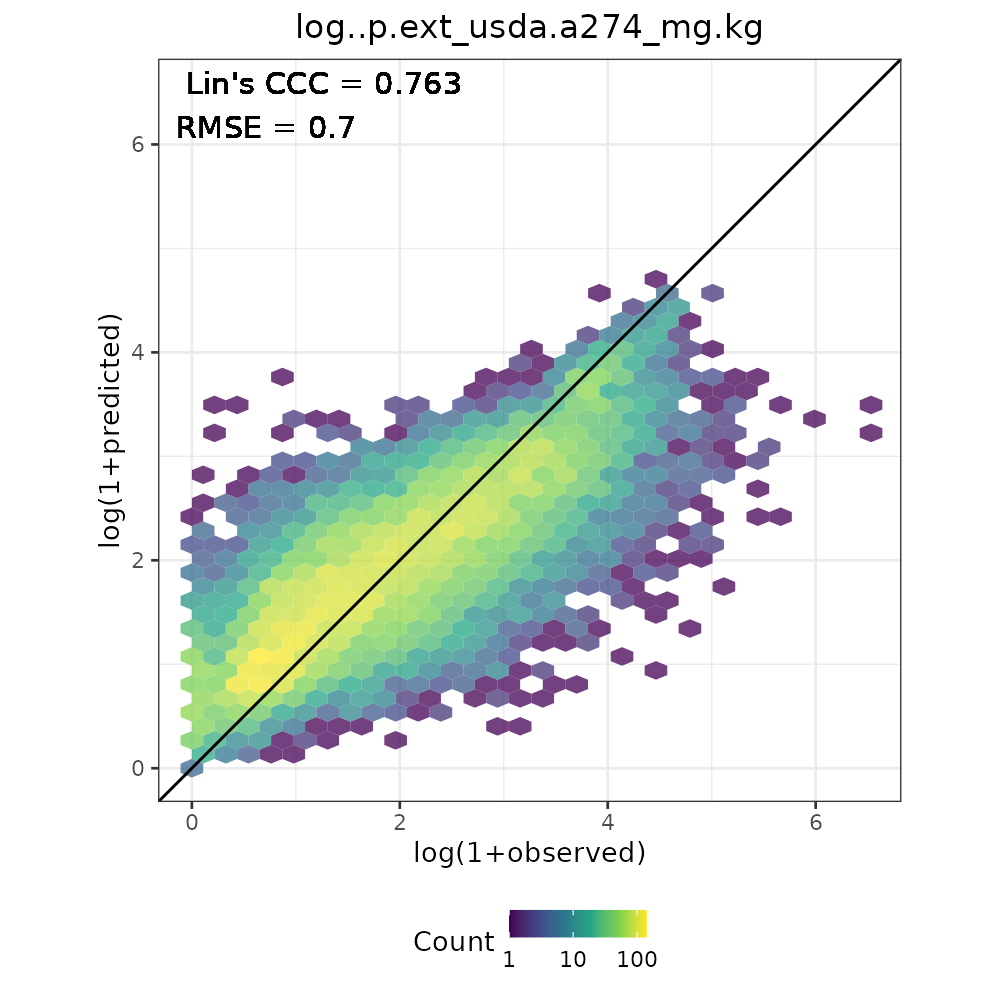 log..p.ext_usda.a274_mg.kg
Lin's CCC = 0.763
RMSE = 0.7
6
4
2
0
log(1+predicted)
0 2 4 6
log(1+observed)
Count
1 10 100